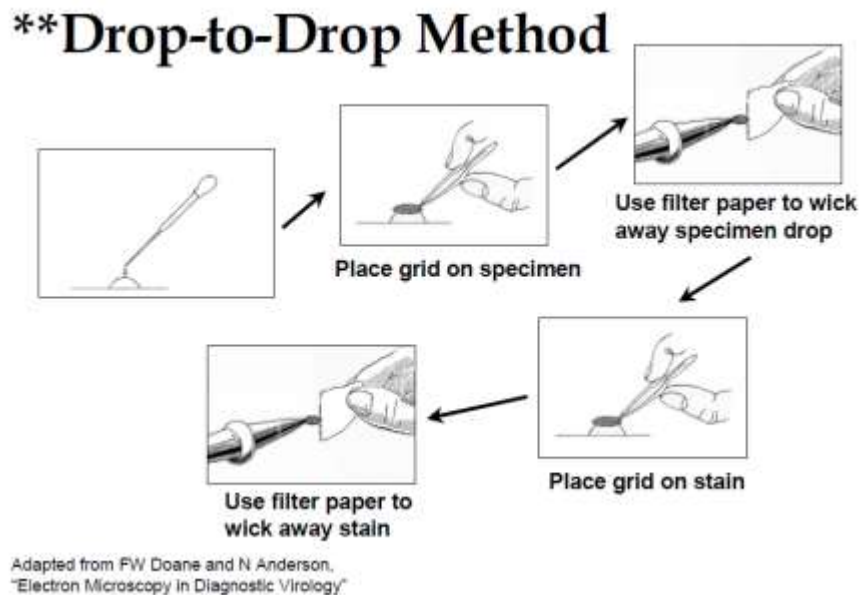 **Drop-to-Drop Method
Place grid on specimen
Use filter paper to wick
away specimen drop
Place grid on stain
Use filter paper to
wick away stain
Adapted from FW Doane and N Anderson,
"Electron Microscopy in Diagnostic Virology"